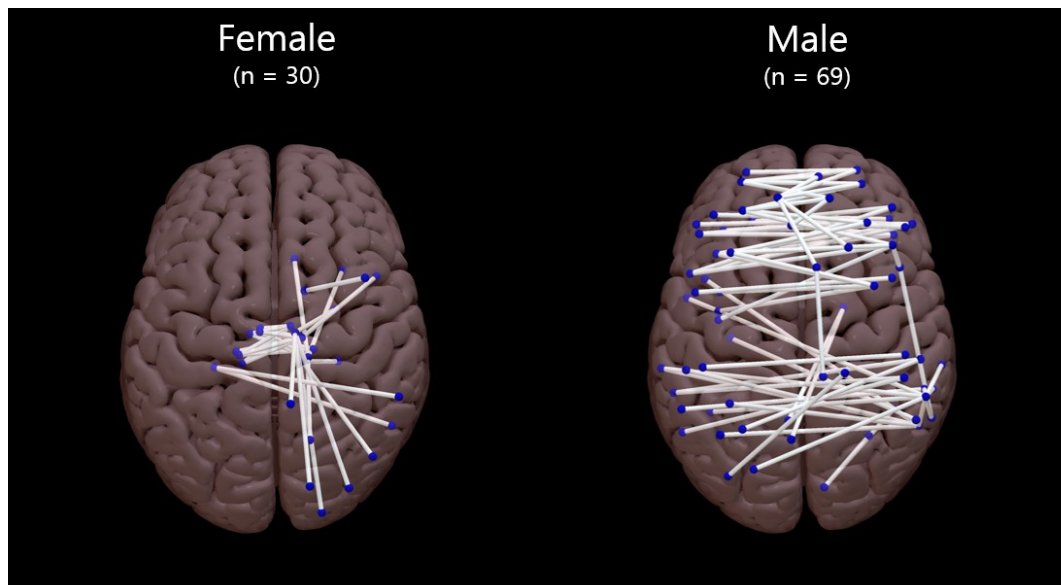 Female
(n = 30)
Male
(n = 69)